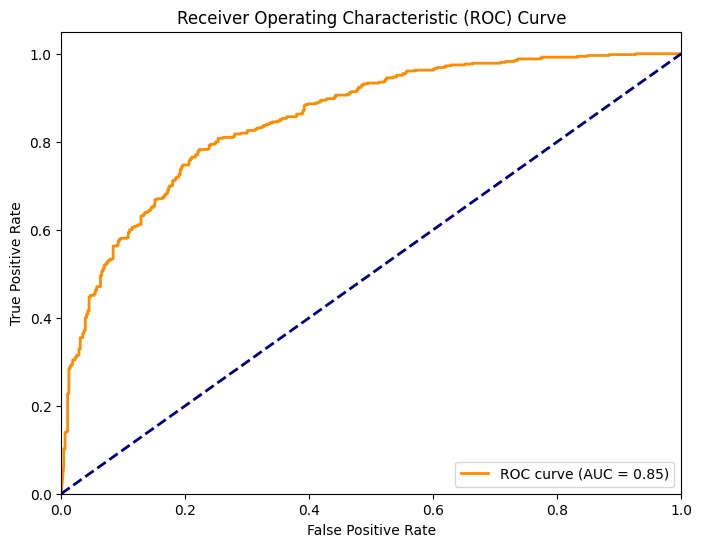 Receiver Operating Characteristic (ROC) Curve
1.0
0.8
0.6
0.4
0.2
0.0
True Positive Rate
ROC curve (AUC = 0.85)
0.0 0.2 0.4 0.6 0.8 1.0
False Positive Rate